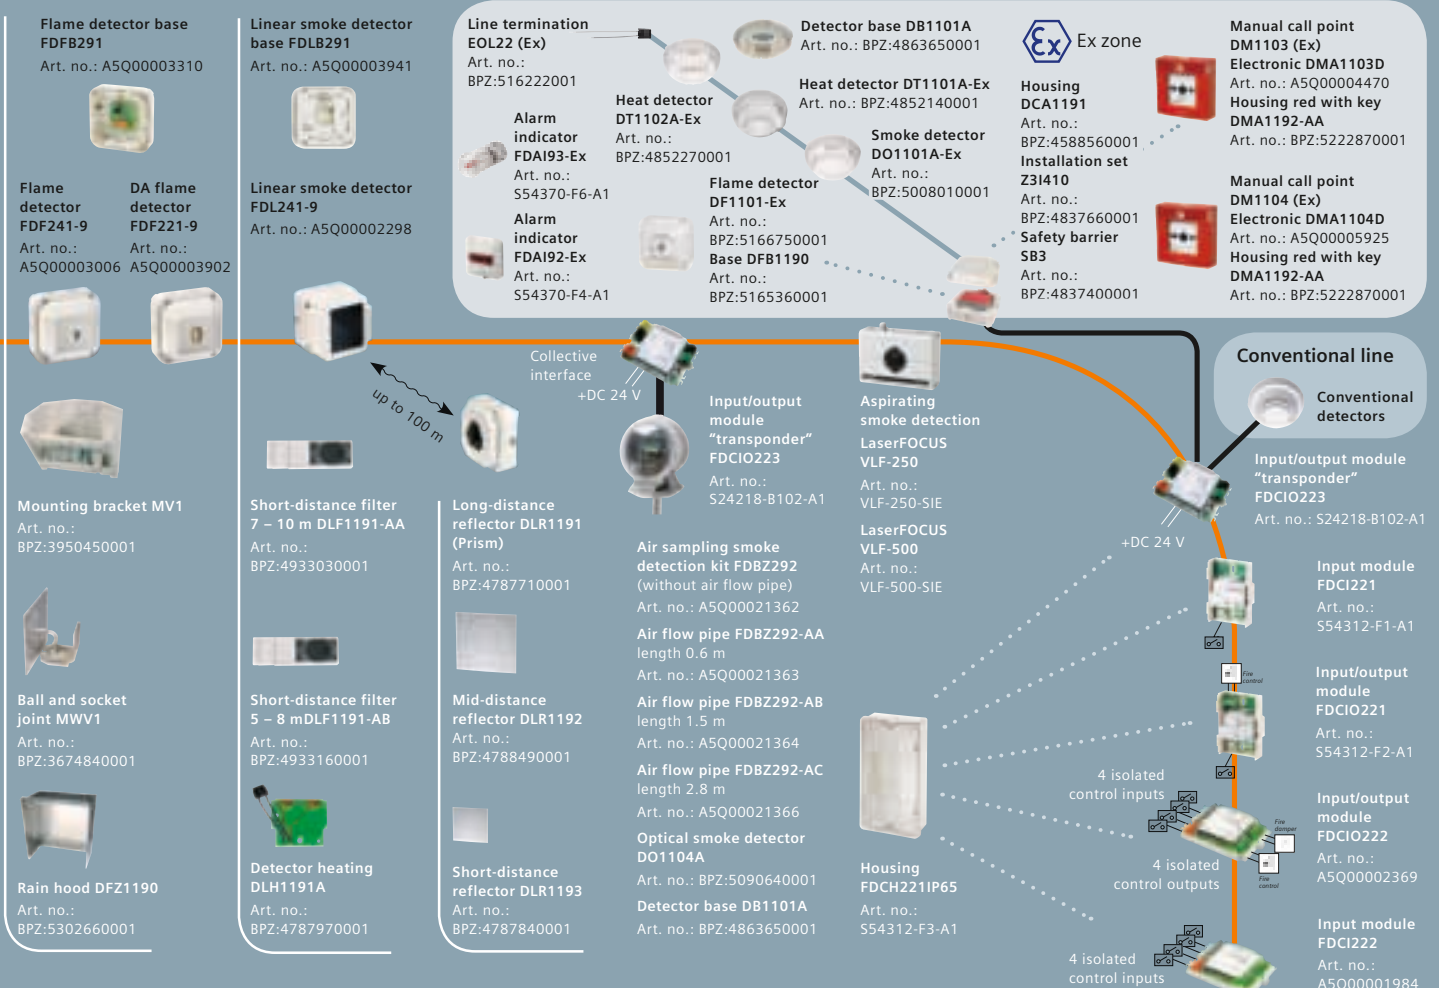 Flame detector base
FDFB291
Art. no.: A5Q00003310
Flame
detector
FDF241-9
Art. no.:
A5Q00003006
DA flame
detector
FDF221-9
Art. no.:
A5Q00003902
Mounting bracket MV1
Art. no.:
BPZ:3950450001
Ball and socket
joint MWV1
Art. no.:
BPZ:3674840001
Rain hood DFZ1190
Art. no.:
BPZ:5302660001
Linear smoke detector
base FDLB291
Art. no.: A5Q00003941
Linear smoke detector
FDL241-9
Art. no.: A5Q00002298
up to 100 m
Short-distance filter
7 – 10 m DLF1191-AA
Art. no.:
BPZ:4933030001
Short-distance filter
5 – 8 mDLF1191-AB
Art. no.:
BPZ:4933160001
Detector heating
DLH1191A
Art. no.:
BPZ:4787970001
Long-distance
reflector DLR1191
(Prism)
Art. no.:
BPZ:4787710001
Mid-distance
reflector DLR1192
Art. no.:
BPZ:4788490001
Short-distance
reflector DLR1193
Art. no.:
BPZ:4787840001
Line termination
EOL22 (Ex)
Art. no.:
BPZ:516222001
Alarm
indicator
FDAI93-Ex
Art. no.:
S54370-F6-A1
Alarm
indicator
FDAI92-Ex
Art. no.:
S54370-F4-A1
Heat detector
DT1102A-Ex
Art. no.:
BPZ:4852270001
Detector base DB1101A
Art. no.: BPZ:4863650001
Heat detector DT1101A-Ex
Art. no.: BPZ:4852140001
Smoke detector
DO1101A-Ex
Art. no.:
BPZ:5008010001
Flame detector
DF1101-Ex
Art. no.:
BPZ:5166750001
Base DFB1190
Art. no.:
BPZ:5165360001
Ex
Ex zone
Housing
DCA1191
Art. no.:
BPZ:4588560001
Installation set
Z3I410
Art. no.:
BPZ:4837660001
Safety barrier
SB3
Art. no.:
BPZ:4837400001
Manual call point
DM1103 (Ex)
Electronic DMA1103D
Art. no.: A5Q00004470
Housing red with key
DMA1192-AA
Art. no.: BPZ:5222870001
Manual call point
DM1104 (Ex)
Electronic DMA1104D
Art. no.: A5Q00005925
Housing red with key
DMA1192-AA
Art. no.: BPZ:5222870001
Collective
interface
+DC 24 V
Input/output
module
“transponder”
FDCIO223
Art. no.:
S24218-B102-A1
Air sampling smoke
detection kit FDBZ292
(without air flow pipe)
Art. no.: A5Q00021362
Air flow pipe FDBZ292-AA
length 0.6 m
Art. no.: A5Q00021363
Air flow pipe FDBZ292-AB
length 1.5 m
Art. no.: A5Q00021364
Air flow pipe FDBZ292-AC
length 2.8 m
Art. no.: A5Q00021366
Optical smoke detector
DO1104A
Art. no.: BPZ:5090640001
Detector base DB1101A
Art. no.: BPZ:4863650001
Aspirating
smoke detection
LaserFOCUS
VLF-250
Art. no.:
VLF-250-SIE
LaserFOCUS
VLF-500
Art. no.:
VLF-500-SIE
Housing
FDCH221IP65
Art. no.:
S54312-F3-A1
Conventional line
Conventional
detectors
Input/output module
“transponder”
FDCIO223
Art. no.: S24218-B102-A1
+DC 24 V
Input module
FDCI221
Art. no.:
S54312-F1-A1
Fire
control
Input/output
module
FDCIO221
Art. no.:
S54312-F2-A1
4 isolated
control inputs
Fire
damper
4 isolated
control outputs
Fire
control
Input/output
module
FDCIO222
Art. no.:
A5Q00002369
4 isolated
control inputs
Input module
FDCI222
Art. no.:
A5Q00001984